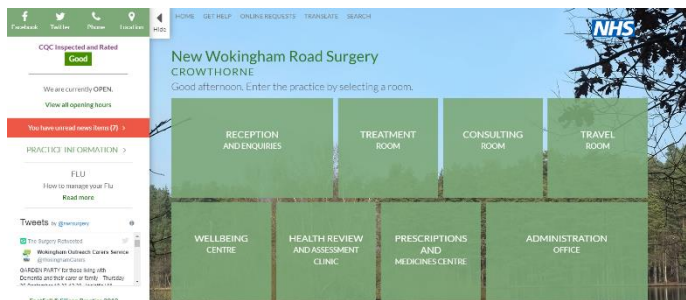 Facebook Twitter Phone Location
Hide
HOME GET HELP ONLINE REQUESTS TRANSLATE SEARCH
NHS
CQC Inspected and Rated
Good
We are currently OPEN.
View all opening hours
You have unread news items (7) >
PRACTICE INFORMATION >
FLU
How to manage your Flu
Read more
Tweets by @nwrsurgery
The Surgery Retweeted
Wokingham Outreach Carers Service
@WokinghamCarers
GARDEN PARTY for those living with
Dementia and their carer or family Thursday
New Wokingham Road Surgery
CROWTHORNE
Good afternoon. Enter the practice by selecting a room.
RECEPTION
AND ENQUIRIES
TREATMENT
ROOM
CONSULTING
ROOM
TRAVEL
ROOM
WELLBEING
CENTRE
HEALTH REVIEW
AND ASSESSMENT
CLINIC
PRESCRIPTIONS
AND
MEDICINES CENTRE
ADMINISTRATION
OFFICE